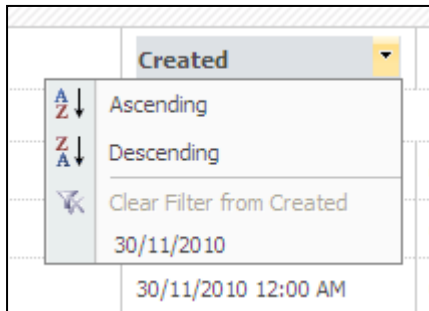 Created
Ascending
Descending
Clear Filter from Created
30/11/2010
30/11/2010 12:00 AM